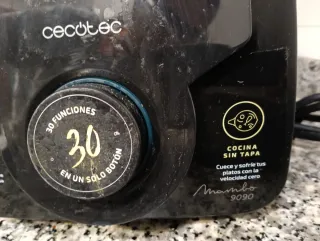 cecotec
30 FUNCIONES
30
EN UN SOLO BOTÓN
COCINA
SIN TAPA
Cuece y sofríe tus
platos con la
velocidad cero
Mambo
9090